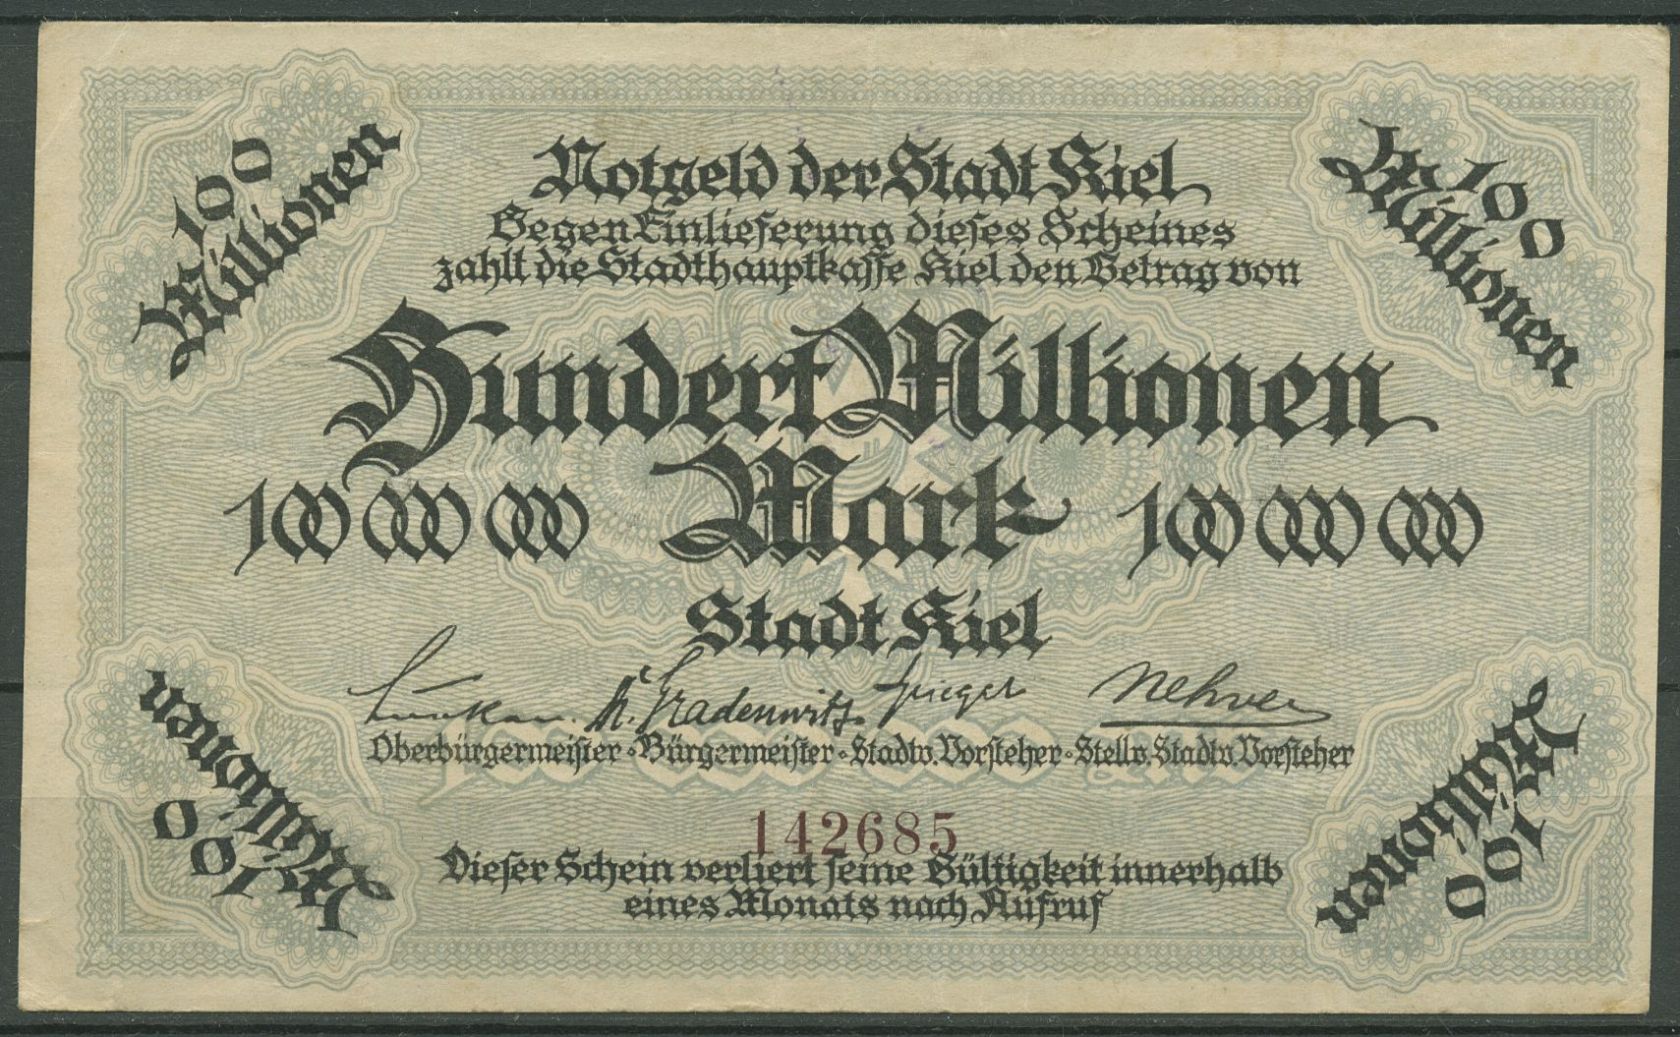 100
Millionen
100
Millionen
Notgeld der Stadt Kiel
Gegen Einlieferung dieses Scheines
zahlt die Stadthauptkasse Kiel den Betrag von
Hundert Millionen
100 000 000 Mark 100 000 000
Stadt Kiel
K. Gradenwitz. Spiegel
Oberbürgermeister • Bürgermeister • Stadtv. Vorsteher • Stellv. Stadtv. Vorsteher
142685
Dieser Schein verliert seine Gültigkeit innerhalb
eines Monats nach Aufruf
100
Millionen
100
Millionen